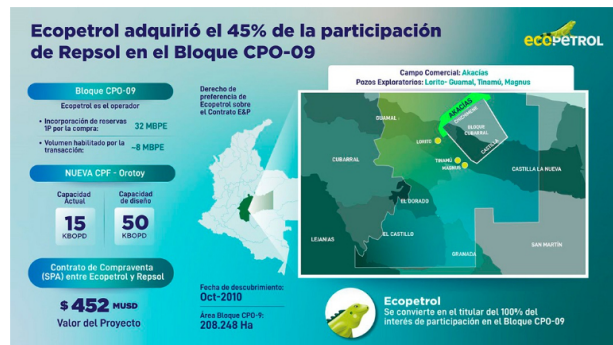 Ecopetrol adquirió el 45% de la participación
de Repsol en el Bloque CPO-09
ecopetrol
Bloque CPO-09
Ecopetrol es el operador
• Incorporación de reservas
1P por la compra:
32 MBPE
• Volumen habilitado por la
transacción:
~8 MBPE
NUEVA CPF - Orotoy
Capacidad
Actual
15
KBOPD
Capacidad
de diseño
50
KBOPD
Contrato de Compraventa
(SPA) entre Ecopetrol y Repsol
$ 452 MUSD
Valor del Proyecto
Derecho de
preferencia de
Ecopetrol sobre
el Contrato E&P
Fecha de descubrimiento:
Oct-2010
Área Bloque CPO-9:
208.248 Ha
Campo Comercial: Akacías
Pozos Exploratorios: Lorito- Guamal, Tinamú, Magnus
AKACÍAS
CHICHIMENE
GUAMAL
BLOQUE
CUBARRAL
LORITO
CASTILLA
CUBARRAL
TINAMÚ
MAGNUS
CASTILLA LA NUEVA
EL DORADO
EL CASTILLO
LEJANÍAS
SAN MARTÍN
GRANADA
Ecopetrol
Se convierte en el titular del 100% del
interés de participación en el Bloque CPO-09